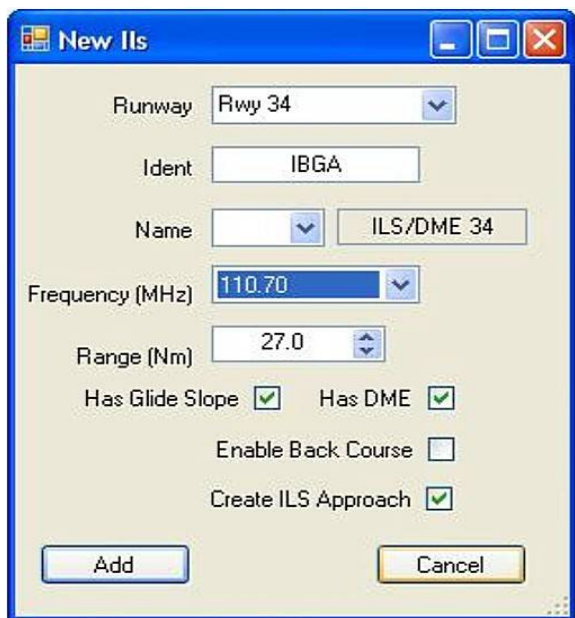 New Ils
Runway Rwy 34
Ident IBGA
Name ILS/DME 34
Frequency (MHz) 110.70
Range (Nm) 27.0
Has Glide Slope Has DME
Enable Back Course
Create ILS Approach
Add Cancel